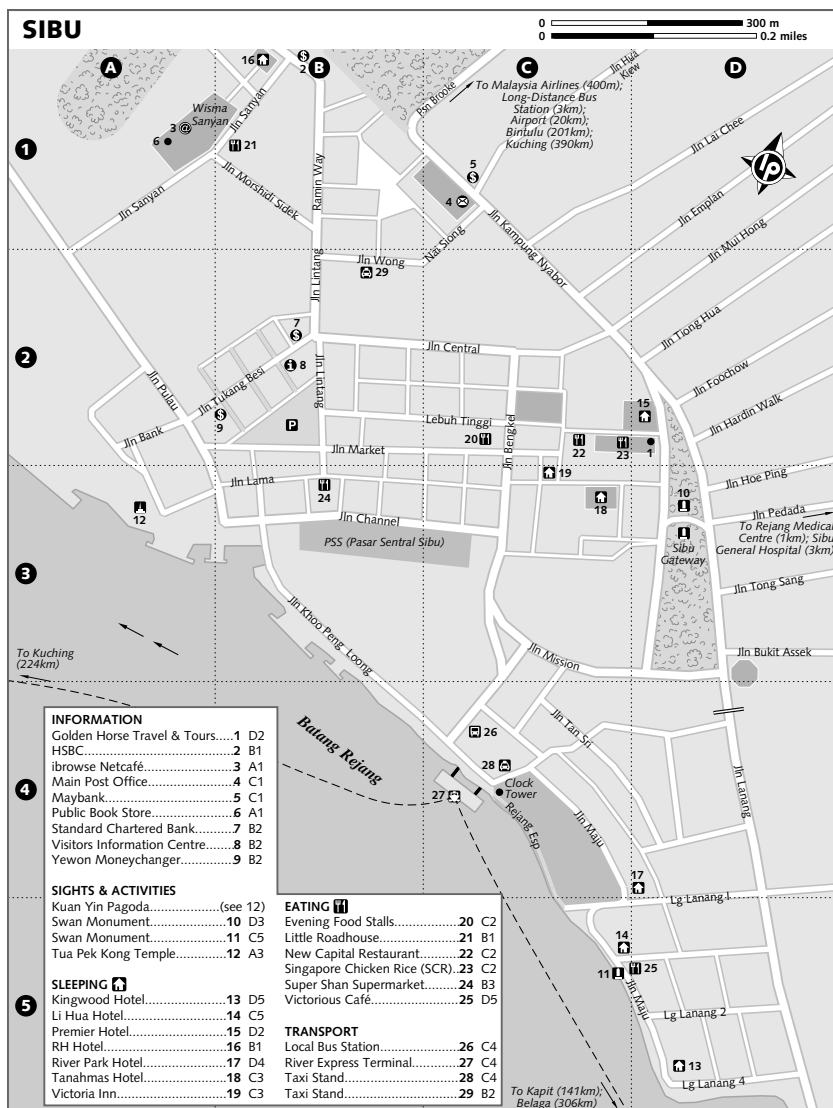 SIBU
0 300 m
0 0.2 miles
A
B
C
D
1
2
3
4
5
16
2
Wisma
Sanyan
3
@
6
21
Jln Sanyan
Jln Sanyan
Jln Morshidi Sidek
Ramin Way
Jln Lintang
Psn Brooke
To Malaysia Airlines (400m);
Long-Distance Bus
Station (3km);
Airport (20km);
Bintulu (201km);
Kuching (390km)
Jln Hua
Kiew
Jln Lai Chee
5
4
Jln Kampung Nyabor
Nai Siong
Jln Emplan
Jln Mui Hong
Jln Wong
29
Jln Tiong Hua
7
8
Jln Central
Jln Pulau
Jln Tukang Besi
Jln Lintang
Jln Foochow
Jln Hardin Walk
15
9
P
Lebuh Tinggi
Jln Bengkel
Jln Bank
Jln Market
20
22
23
1
19
Jln Hoe Ping
Jln Lama
24
18
10
12
Jln Channel
Jln Pedada
PSS (Pasar Sentral Sibu)
To Rejang Medical
Centre (1km); Sibu
General Hospital (3km)
Sibu
Gateway
Jln Tong Sang
Jln Khoo Peng Loong
To Kuching
(224km)
Jln Mission
Jln Bukit Assek
Jln Tan Sri
Batang Rejang
26
28
Clock
Tower
27
Rejang Esp
Jln Maju
Jln Lanang
17
Lg Lanang 1
14
11
25
Jln Maju
Lg Lanang 2
13
Lg Lanang 4
To Kapit (141km);
Belaga (306km)
INFORMATION
Golden Horse Travel & Tours.....1 D2
HSBC.....2 B1
ibrowse Netcafé.....3 A1
Main Post Office.....4 C1
Maybank.....5 C1
Public Book Store.....6 A1
Standard Chartered Bank.....7 B2
Visitors Information Centre.....8 B2
Yewon Moneychanger.....9 B2
SIGHTS & ACTIVITIES
Kuan Yin Pagoda.....(see 12)
Swan Monument.....10 D3
Swan Monument.....11 C5
Tua Pek Kong Temple.....12 A3
SLEEPING
Kingwood Hotel.....13 D5
Li Hua Hotel.....14 C5
Premier Hotel.....15 D2
RH Hotel.....16 B1
River Park Hotel.....17 D4
Tanahmas Hotel.....18 C3
Victoria Inn.....19 C3
EATING
Evening Food Stalls.....20 C2
Little Roadhouse.....21 B1
New Capital Restaurant.....22 C2
Singapore Chicken Rice (SCR)..23 C2
Super Shan Supermarket.....24 B3
Victorious Café.....25 D5
TRANSPORT
Local Bus Station.....26 C4
River Express Terminal.....27 C4
Taxi Stand.....28 C4
Taxi Stand.....29 B2